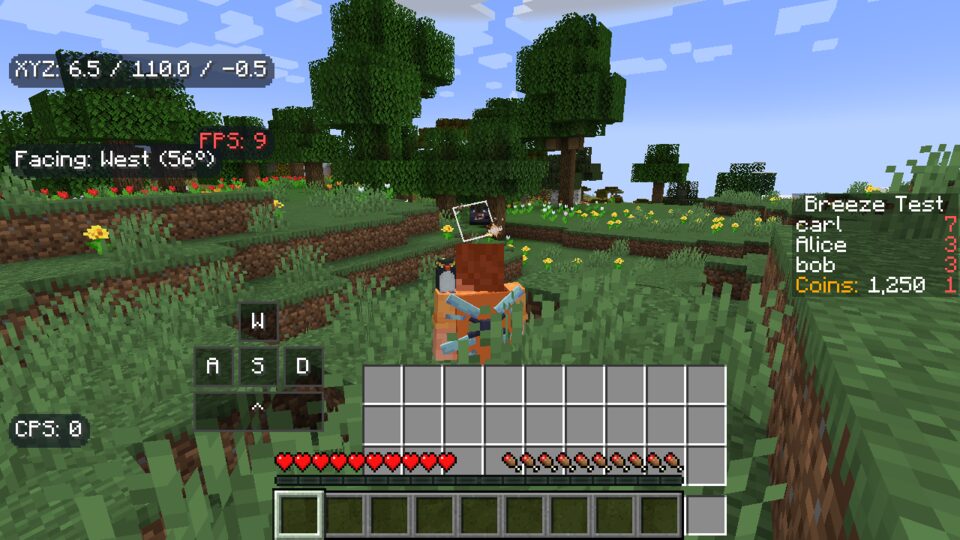 XYZ: 6.5 / 110.0 / -0.5
FPS: 9
Facing: West (56°)
Breeze Test
carl 7
Alice 3
bob 3
Coins: 1,250 1
W
A S D
^
CPS: 0